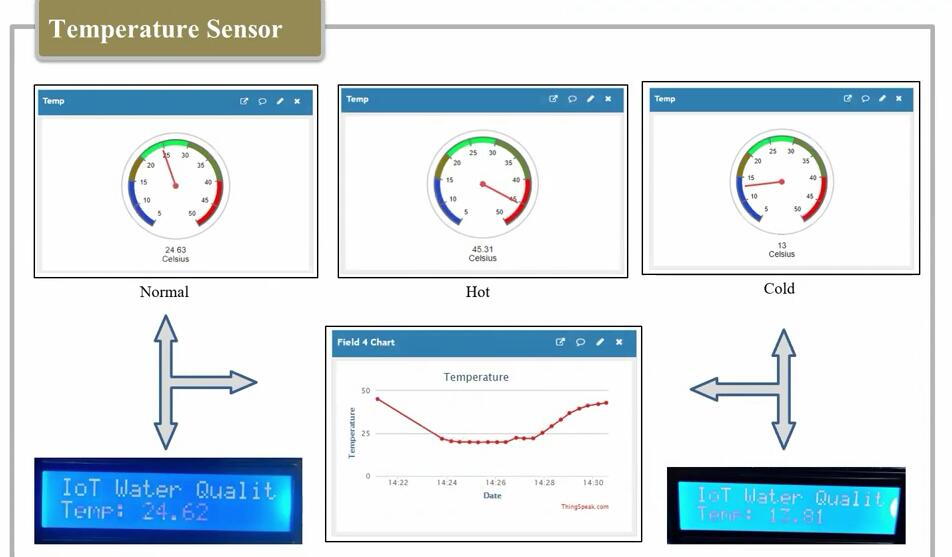 Temperature Sensor
Temp
5
10
15
20
25
30
35
40
45
50
24 63
Celsius
Normal
Temp
5
10
15
20
25
30
35
40
45
50
45.31
Celsius
Hot
Temp
5
10
15
20
25
30
35
40
45
50
13
Celsius
Cold
Field 4 Chart
Temperature
Temperature
50
25
0
14:22
14:24
14:26
14:28
14:30
Date
ThingSpeak.com
IoT Water Qualit
Temp: 24.62
IoT Water Qualit
Temp: 13.81